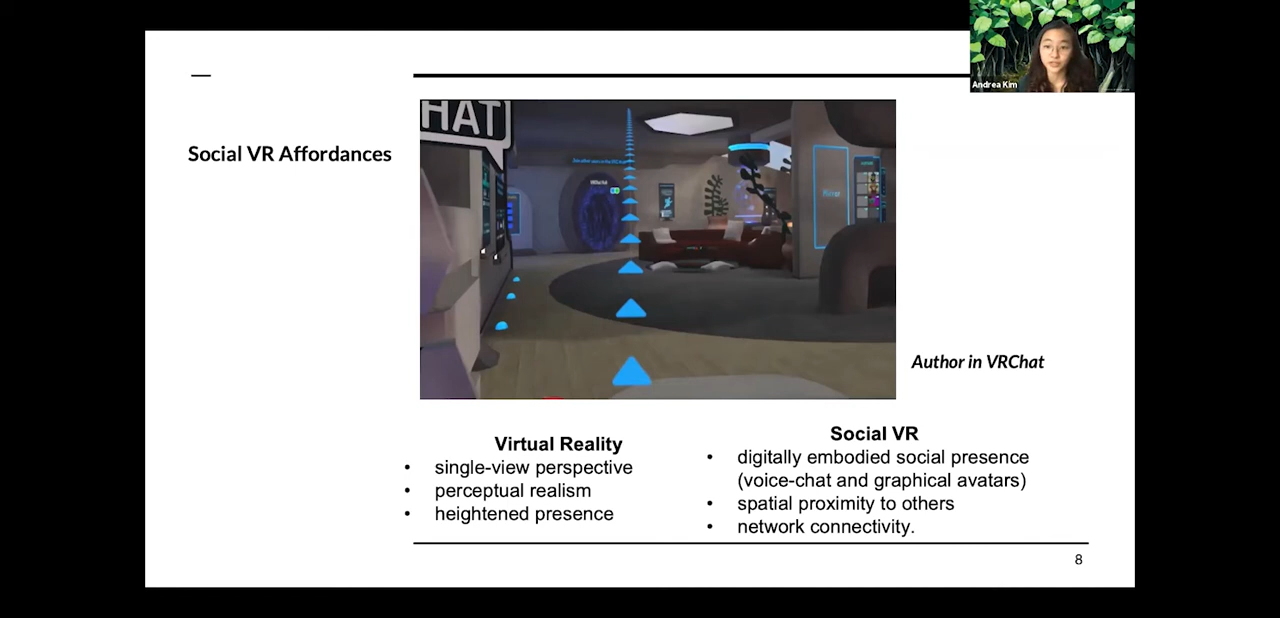 Andrea Kim
Social VR Affordances
HAT
Mirror
Author in VRChat
Virtual Reality
• single-view perspective
• perceptual realism
• heightened presence
Social VR
• digitally embodied social presence
(voice-chat and graphical avatars)
• spatial proximity to others
• network connectivity.
8